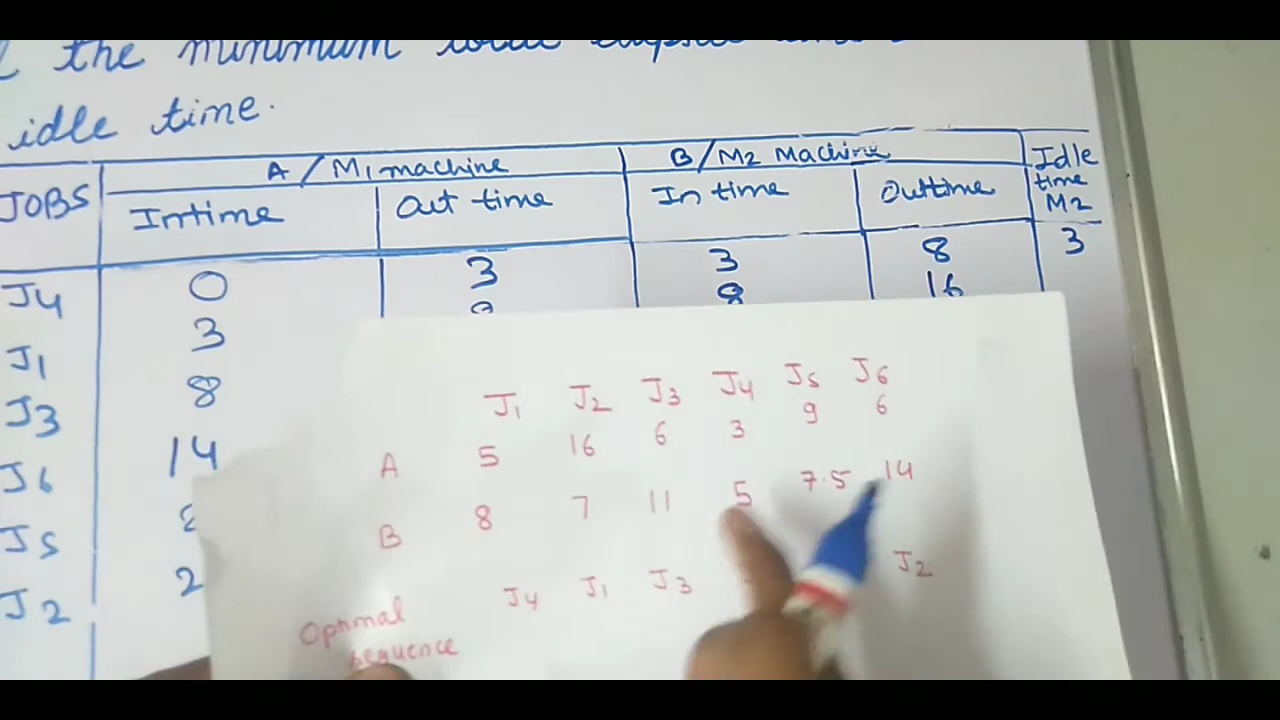 the minimum total
idle time.
JOBS A/M1 machine B/M2 Machine Idle time M2
Intime Out time In time Outtime
J4 0 3 3 8 3
J1 3 8 16
J3 8
J6 14
J5
J2 2
J1 J2 J3 J4 J5 J6
A 5 16 6 3 9 6
B 8 7 11 5 7.5 14
Optimal sequence J4 J1 J3 J2